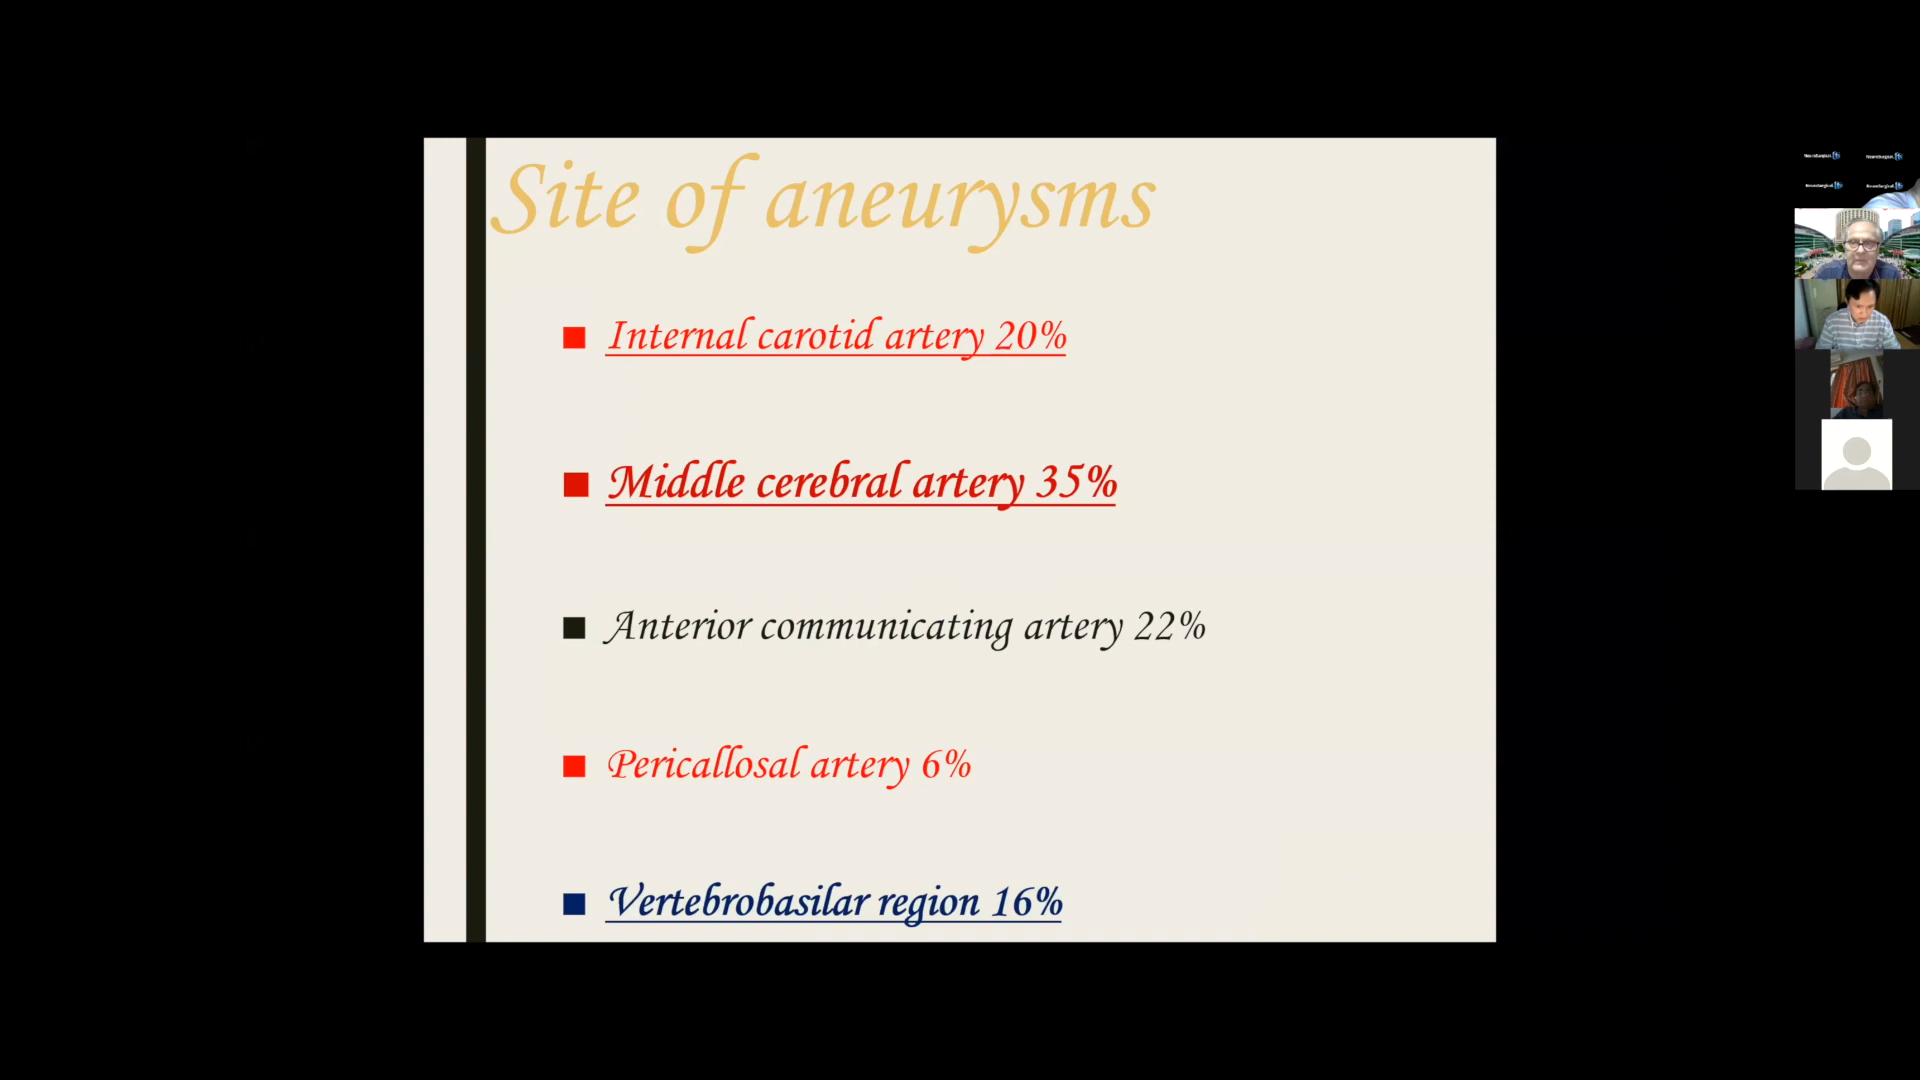 Site of aneurysms
Internal carotid artery 20%
Middle cerebral artery 35%
Anterior communicating artery 22%
Pericallosal artery 6%
Vertebrobasilar region 16%